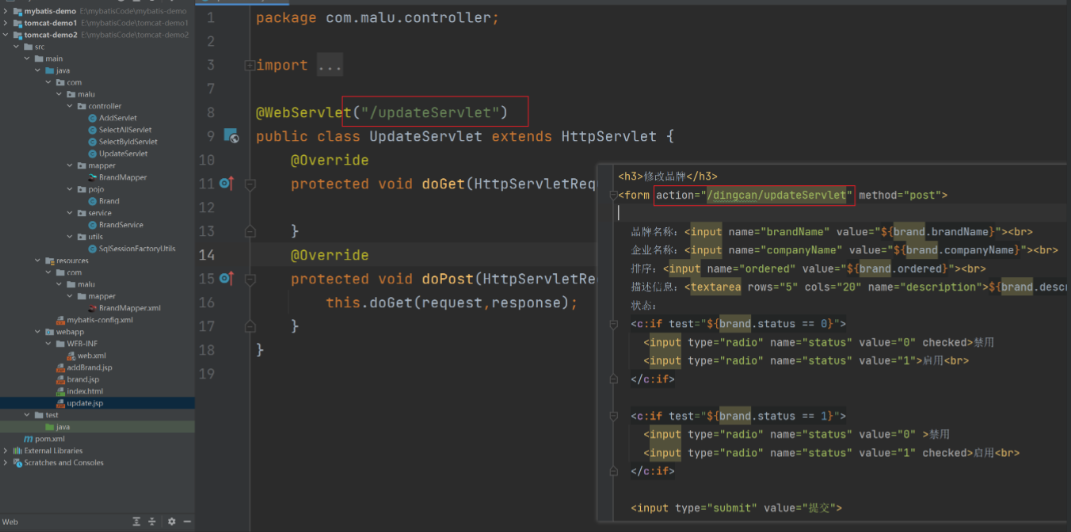 mybatis-demo E:\mybatisCode\mybatis-demo
tomcat-demo1 E:\mybatisCode\tomcat-demo1
tomcat-demo2 E:\mybatisCode\tomcat-demo2
src
main
java
com
malu
controller
AddServlet
SelectAllServlet
SelectByIdServlet
UpdateServlet
mapper
BrandMapper
pojo
Brand
service
BrandService
utils
SqlSessionFactoryUtils
resources
com
malu
mapper
BrandMapper.xml
mybatis-config.xml
webapp
WEB-INF
web.xml
addBrand.jsp
brand.jsp
index.html
update.jsp
test
java
pom.xml
External Libraries
Scratches and Consoles
Web
1 package com.malu.controller;
2
3 import ...
7
8 @WebServlet("/updateServlet")
9 public class UpdateServlet extends HttpServlet {
10 @Override
11 protected void doGet(HttpServletReq
12
13 }
14 @Override
15 protected void doPost(HttpServletRe
16 this.doGet(request,response);
17 }
18 }
19
<h3>修改品牌</h3>
<form action="/dingcan/updateServlet" method="post">
品牌名称：<input name="brandName" value="${brand.brandName}"><br>
企业名称：<input name="companyName" value="${brand.companyName}"><br>
排序：<input name="ordered" value="${brand.ordered}"><br>
描述信息：<textarea rows="5" cols="20" name="description">${brand.desc
状态：
<c:if test="${brand.status == 0}">
<input type="radio" name="status" value="0" checked>禁用
<input type="radio" name="status" value="1">启用<br>
</c:if>
<c:if test="${brand.status == 1}">
<input type="radio" name="status" value="0" >禁用
<input type="radio" name="status" value="1" checked>启用<br>
</c:if>
<input type="submit" value="提交">